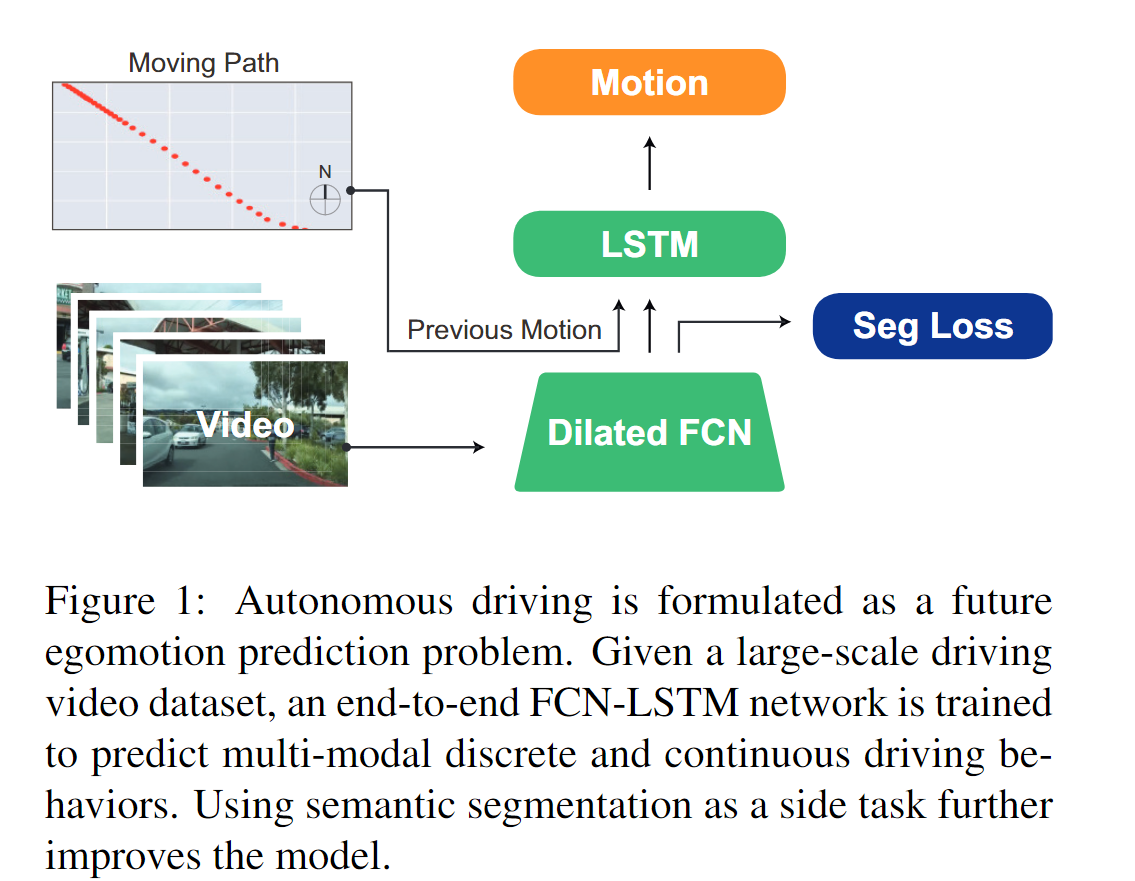 Moving Path
N
Motion
LSTM
Previous Motion
Seg Loss
Video
Dilated FCN
Figure 1: Autonomous driving is formulated as a future
egomotion prediction problem. Given a large-scale driving
video dataset, an end-to-end FCN-LSTM network is trained
to predict multi-modal discrete and continuous driving be-
haviors. Using semantic segmentation as a side task further
improves the model.